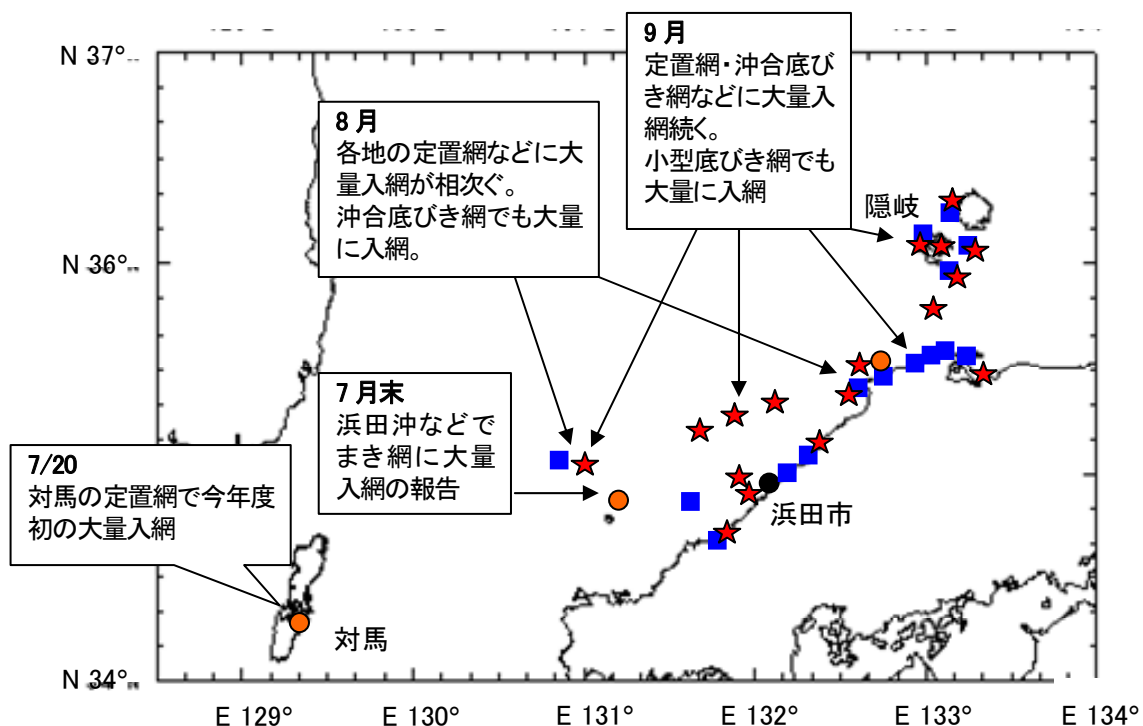 N 37°
9月
定置網・沖合底び
き網などに大量入
網続く。
小型底びき網でも
大量に入網
8月
各地の定置網などに大
量入網が相次ぐ。
沖合底びき網でも大量
に入網。
隠岐
N 36°
7月末
浜田沖などで
まき網に大量
入網の報告
7/20
対馬の定置網で今年度
初の大量入網
浜田市
対馬
N 34°
E 129° E 130° E 131° E 132° E 133° E 134°